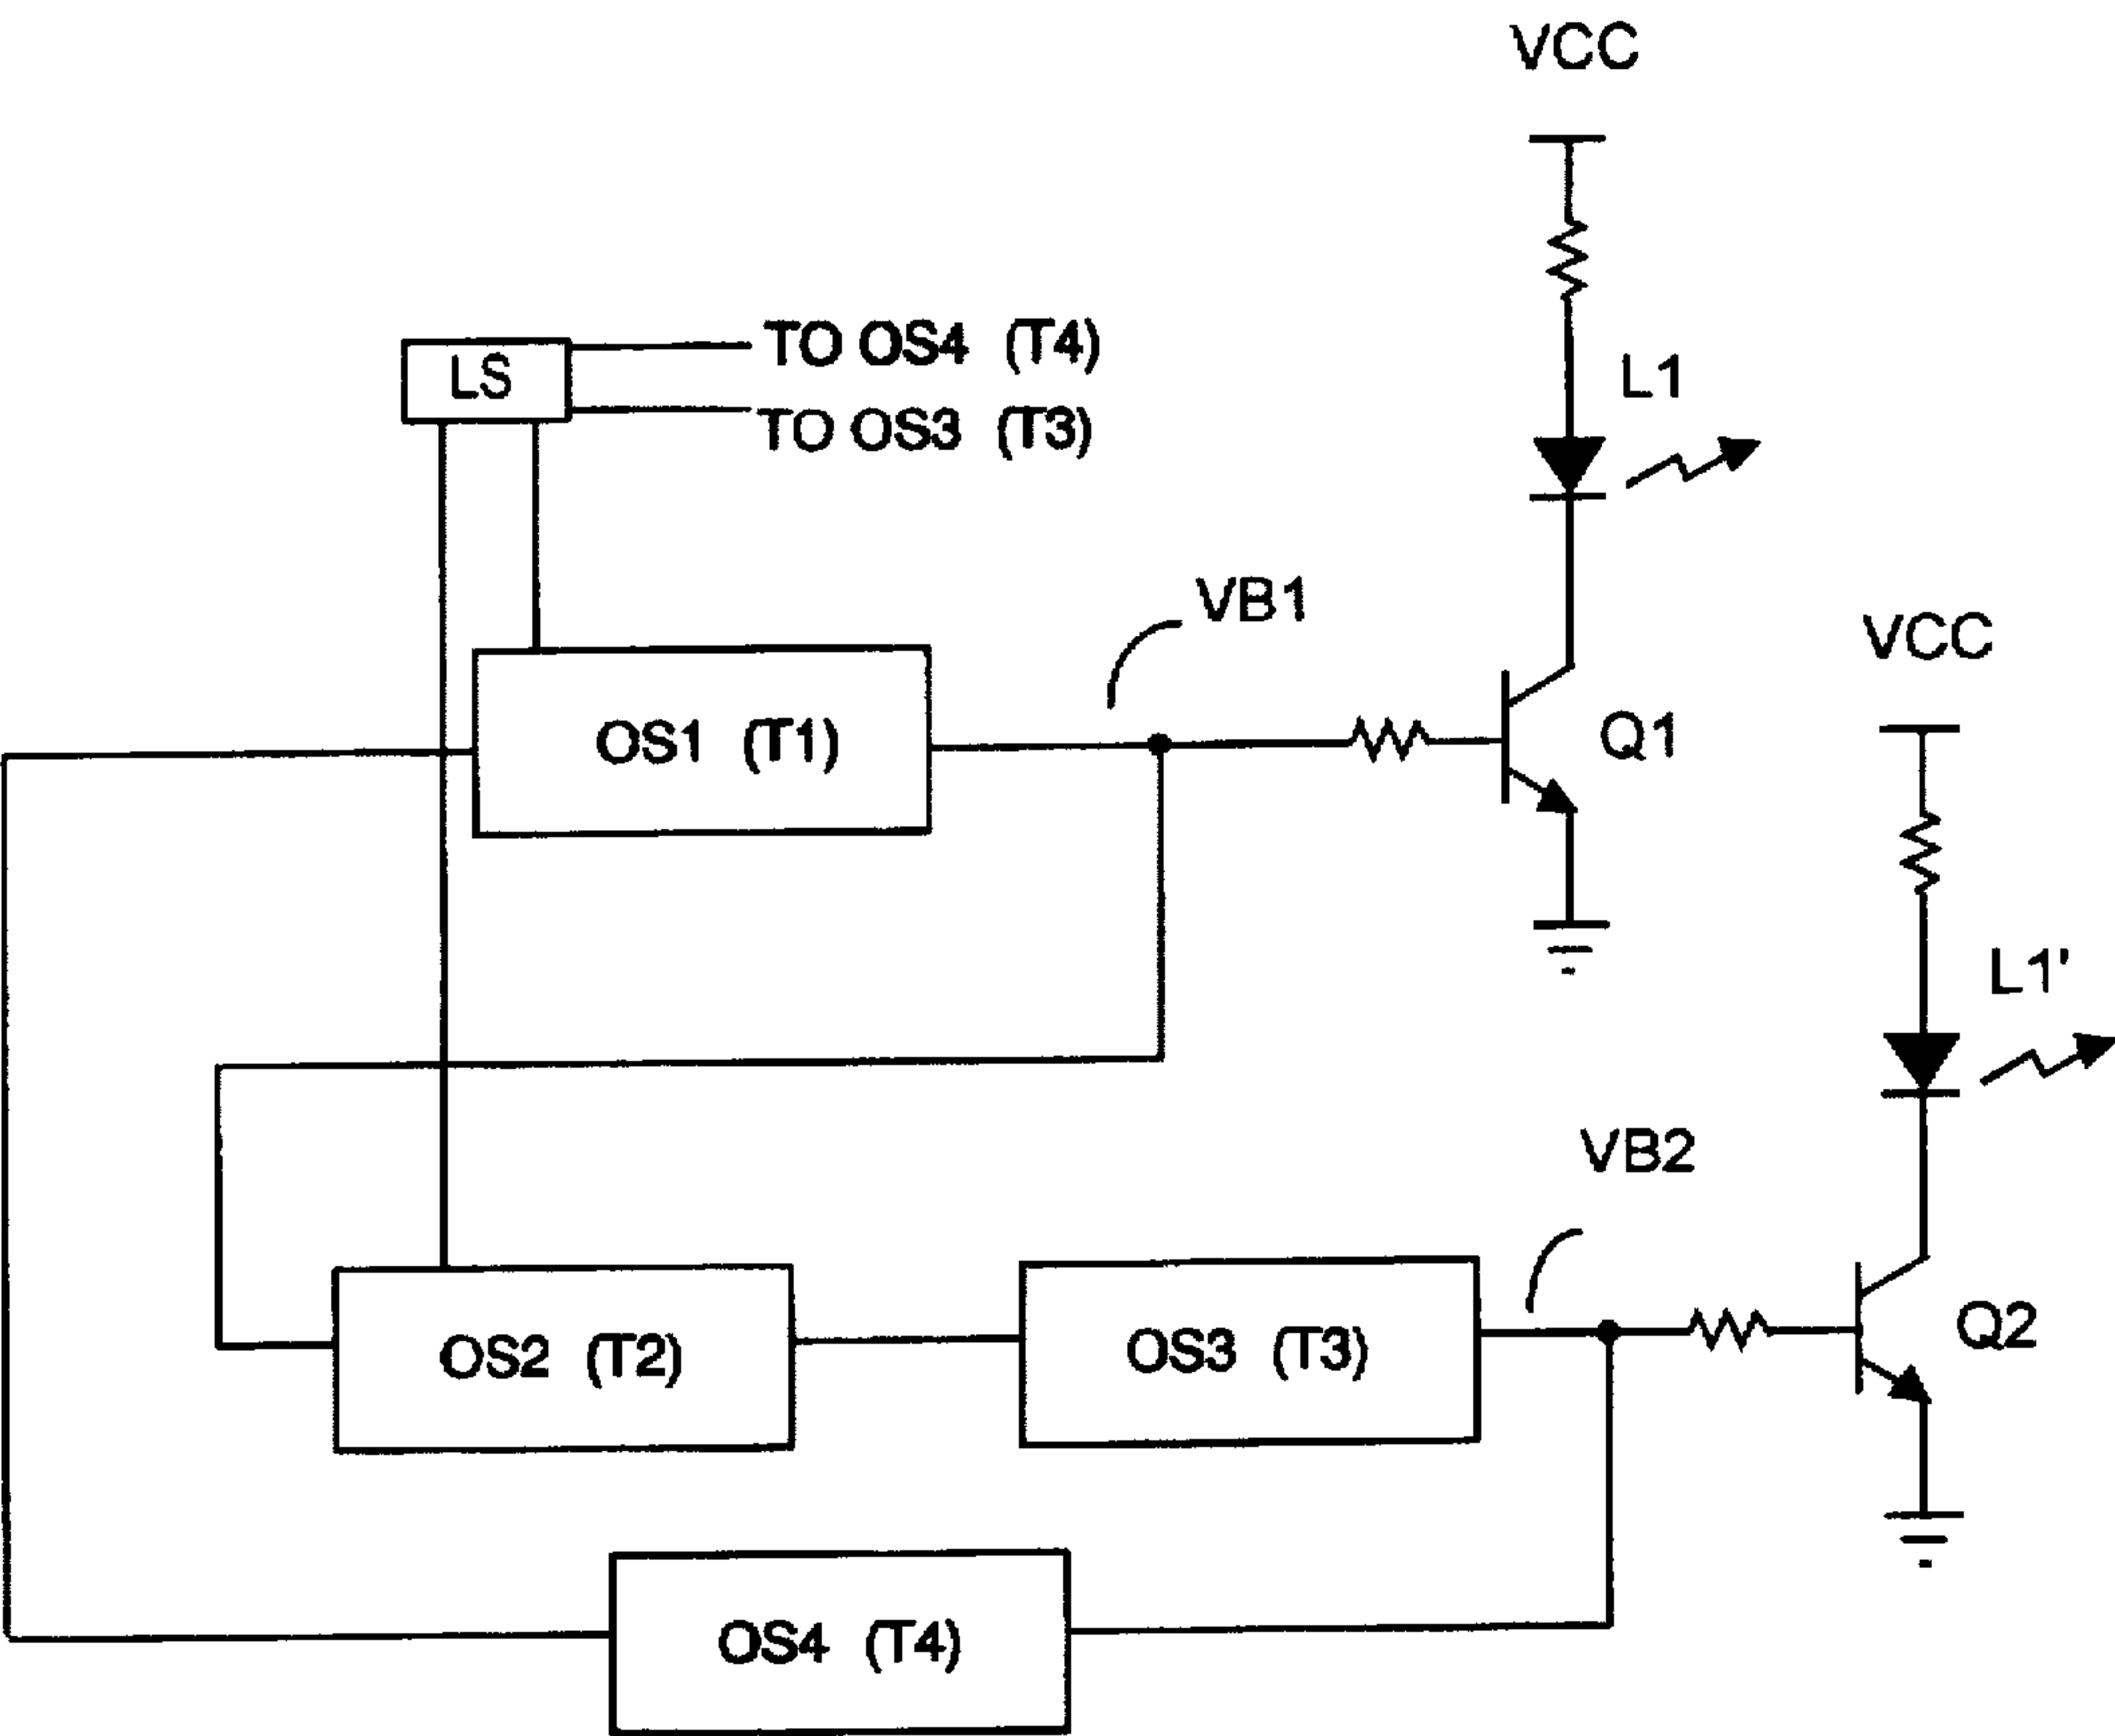 VCC
TO OS4 (T4)
LS
L1
TO OS3 (T3)
VB1
VCC
OS1 (T1)
Q1
L1'
VB2
OS2 (T2)
OS3 (T3)
Q2
OS4 (T4)